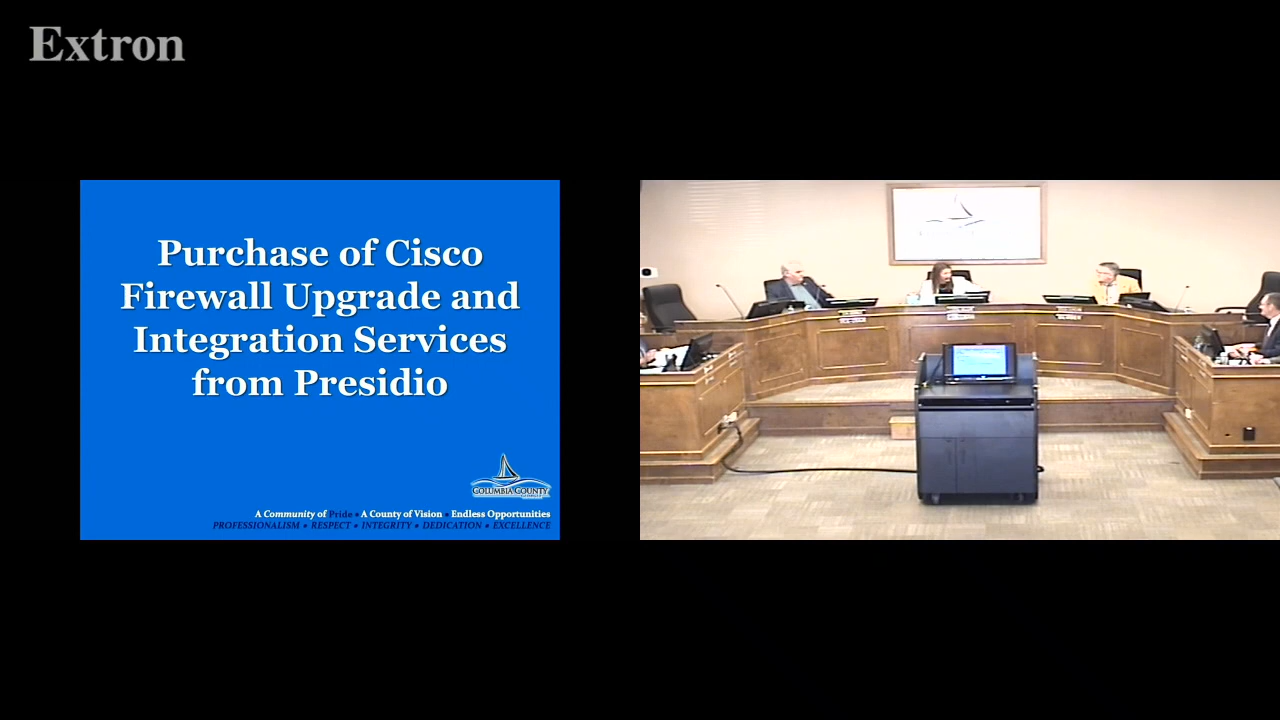 Extron
Purchase of Cisco
Firewall Upgrade and
Integration Services
from Presidio
COLUMBIA COUNTY
A Community of Pride • A County of Vision • Endless Opportunities
PROFESSIONALISM • RESPECT • INTEGRITY • DEDICATION • EXCELLENCE